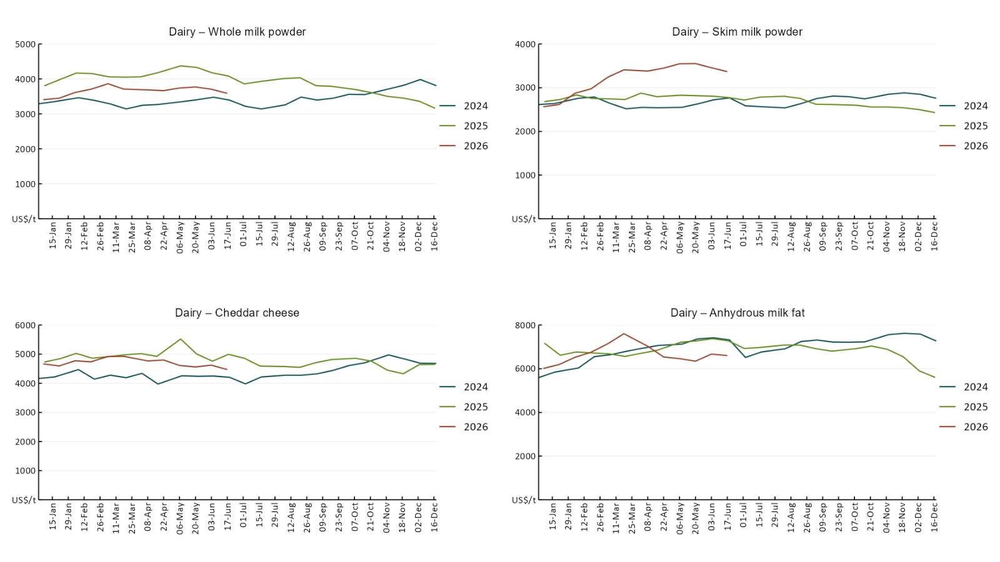 Dairy – Whole milk powder
5000
4000
3000
2000
1000
US$/t
15-Jan
29-Jan
12-Feb
26-Feb
11-Mar
25-Mar
08-Apr
22-Apr
06-May
20-May
03-Jun
17-Jun
01-Jul
15-Jul
29-Jul
12-Aug
26-Aug
09-Sep
23-Sep
07-Oct
21-Oct
04-Nov
18-Nov
02-Dec
16-Dec
2024
2025
2026
Dairy – Skim milk powder
4000
3000
2000
1000
US$/t
15-Jan
29-Jan
12-Feb
26-Feb
11-Mar
25-Mar
08-Apr
22-Apr
06-May
20-May
03-Jun
17-Jun
01-Jul
15-Jul
29-Jul
12-Aug
26-Aug
09-Sep
23-Sep
07-Oct
21-Oct
04-Nov
18-Nov
02-Dec
16-Dec
2024
2025
2026
Dairy – Cheddar cheese
6000
5000
4000
3000
2000
1000
US$/t
15-Jan
29-Jan
12-Feb
26-Feb
11-Mar
25-Mar
08-Apr
22-Apr
06-May
20-May
03-Jun
17-Jun
01-Jul
15-Jul
29-Jul
12-Aug
26-Aug
09-Sep
23-Sep
07-Oct
21-Oct
04-Nov
18-Nov
02-Dec
16-Dec
2024
2025
2026
Dairy – Anhydrous milk fat
8000
6000
4000
2000
US$/t
15-Jan
29-Jan
12-Feb
26-Feb
11-Mar
25-Mar
08-Apr
22-Apr
06-May
20-May
03-Jun
17-Jun
01-Jul
15-Jul
29-Jul
12-Aug
26-Aug
09-Sep
23-Sep
07-Oct
21-Oct
04-Nov
18-Nov
02-Dec
16-Dec
2024
2025
2026